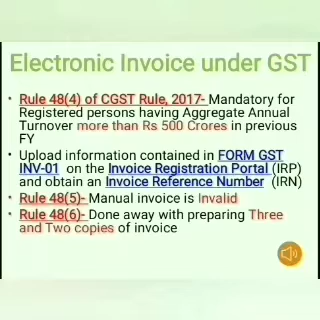 Electronic Invoice under GST
• Rule 48(4) of CGST Rule, 2017- Mandatory for
Registered persons having Aggregate Annual
Turnover more than Rs 500 Crores in previous
FY
• Upload information contained in FORM GST
INV-01 on the Invoice Registration Portal (IRP)
and obtain an Invoice Reference Number (IRN)
• Rule 48(5)- Manual invoice is Invalid
• Rule 48(6)- Done away with preparing Three
and Two copies of invoice